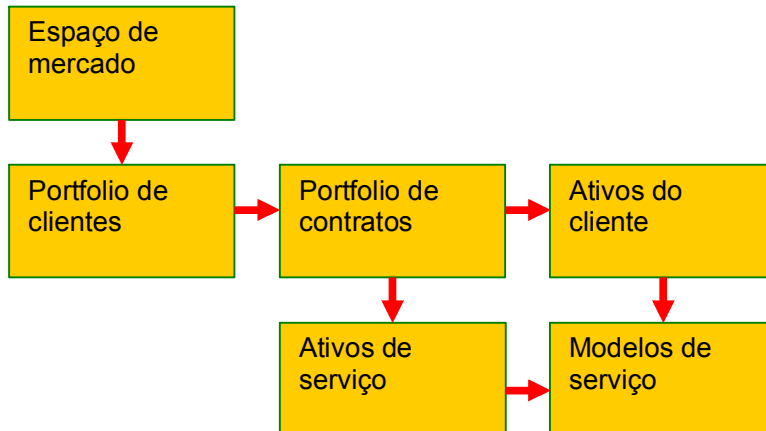 Espaço de
mercado
Portfolio de
clientes
Portfolio de
contratos
Ativos do
cliente
Ativos de
serviço
Modelos de
serviço